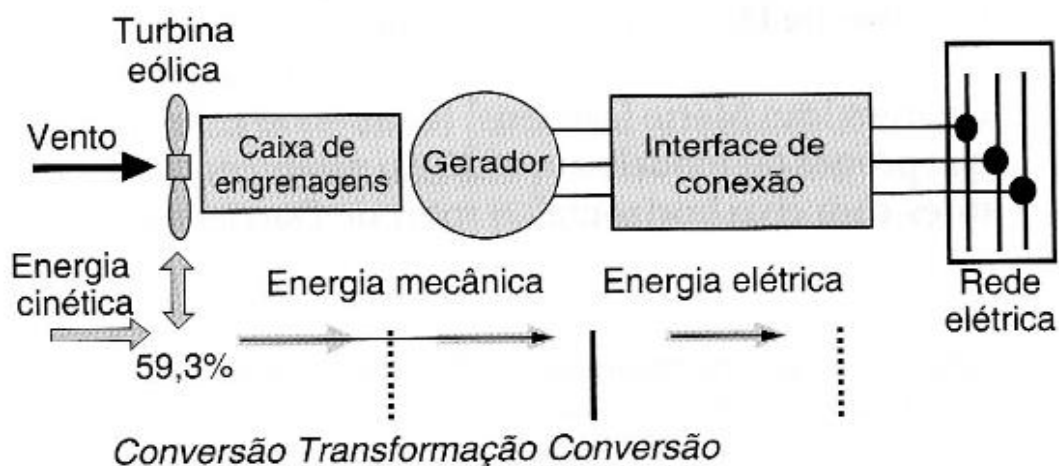 Turbina
eólica
Vento
Caixa de
engrenagens
Gerador
Interface de
conexão
Energia
cinética
Energia mecânica
Energia elétrica
Rede
elétrica
59,3%
Conversão Transformação Conversão